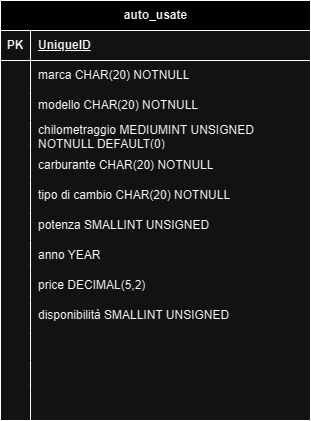 auto_usate
PK UniqueID
marca CHAR(20) NOTNULL
modello CHAR(20) NOTNULL
chilometraggio MEDIUMINT UNSIGNED
NOTNULL DEFAULT(0)
carburante CHAR(20) NOTNULL
tipo di cambio CHAR(20) NOTNULL
potenza SMALLINT UNSIGNED
anno YEAR
price DECIMAL(5,2)
disponibilità SMALLINT UNSIGNED